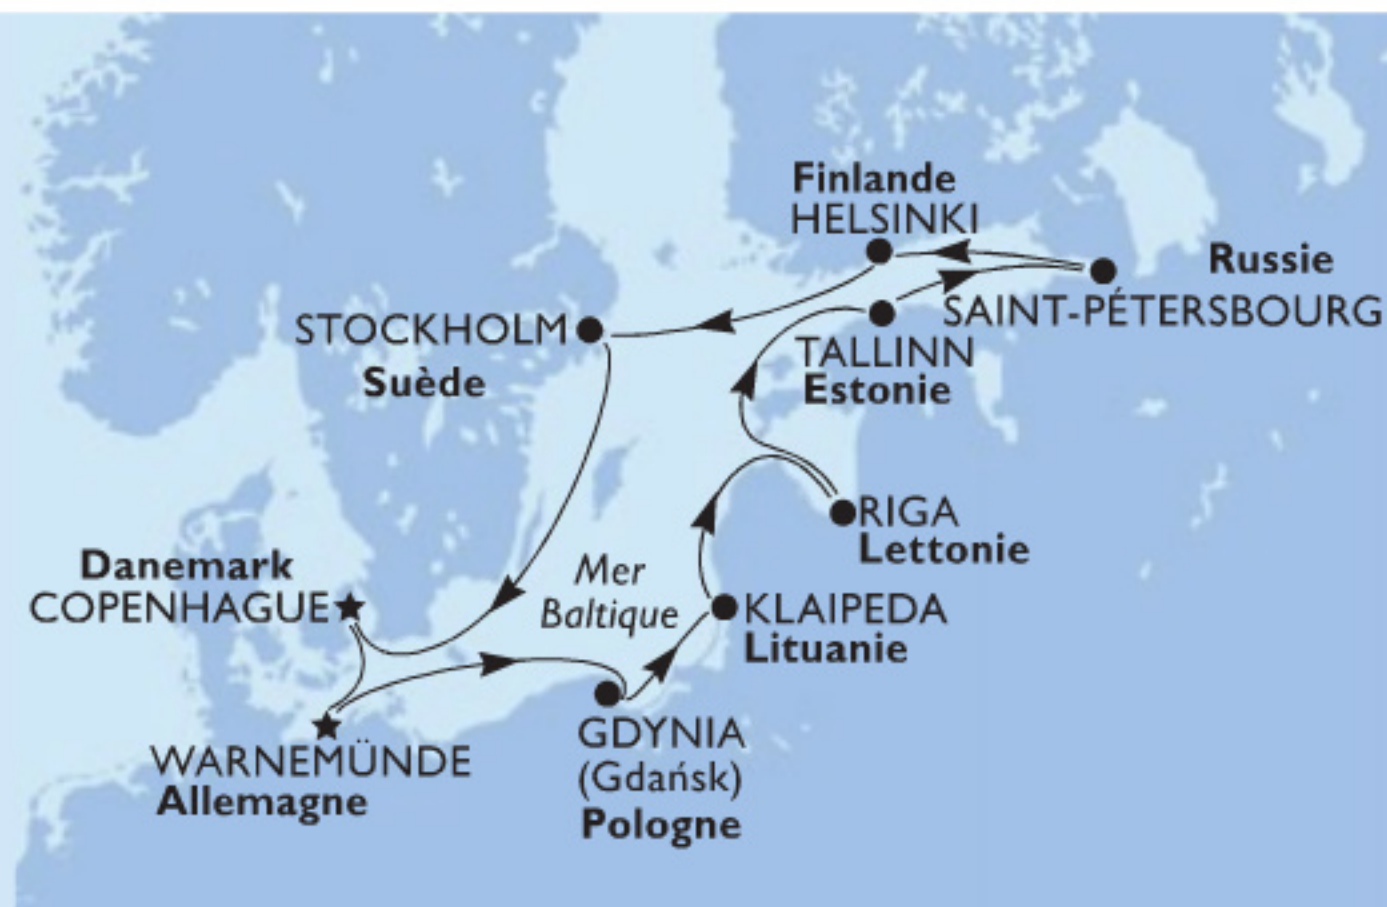 Finlande
HELSINKI
Russie
SAINT-PÉTERSBOURG
STOCKHOLM
Suède
TALLINN
Estonie
RIGA
Lettonie
Danemark
COPENHAGUE
Mer
Baltique
KLAIPEDA
Lituanie
WARNEMÜNDE
Allemagne
GDYNIA
(Gdańsk)
Pologne